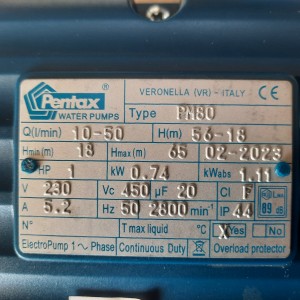 Pentax
WATER PUMPS
VERONELLA (VR) - ITALY CE
Type PM80
Q(l/min) 10-50 H(m) 56-18
Hmin(m) 18 Hmax(m) 65 02-2023
HP 1 kW 0.74 kWabs 1.11
V 230 Vc 450 µF 20 Cl F
A 5.2 Hz 50 2800 min-1 IP 44 89 dB
N° T max liquid °C X Yes No
ElectroPump 1 ~ Phase Continuous Duty Overload protector